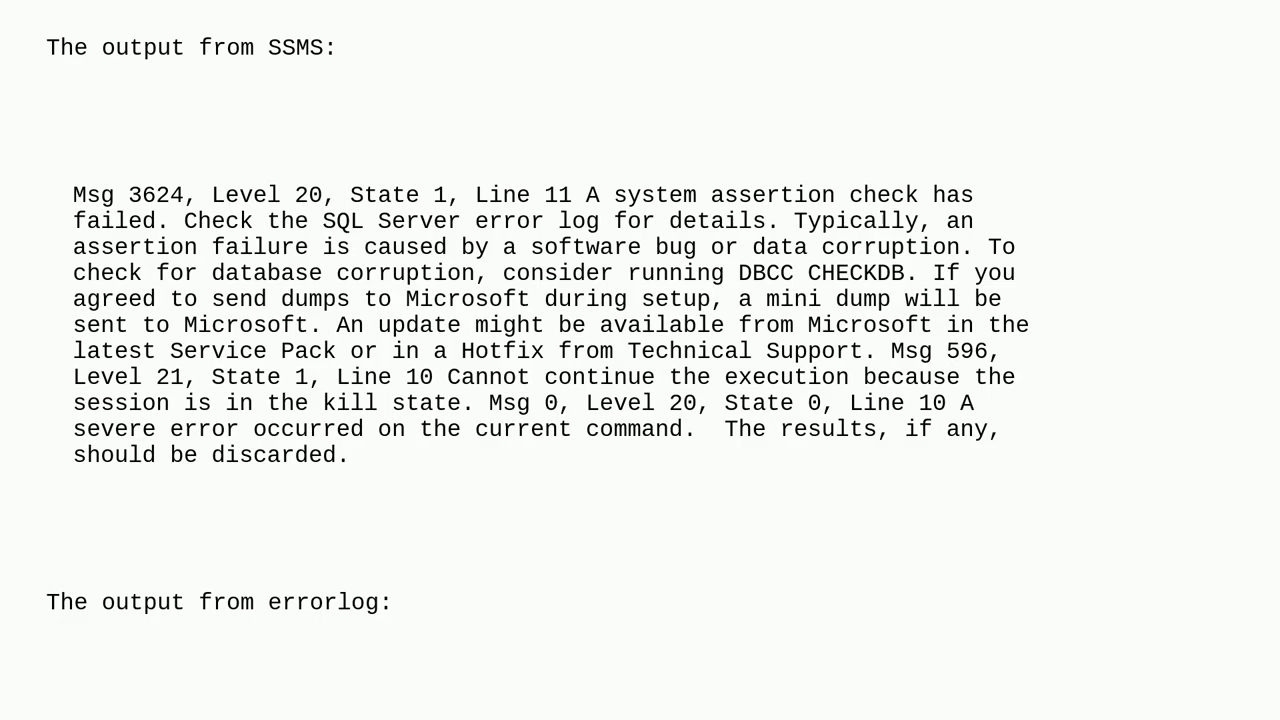 The output from SSMS:
Msg 3624, Level 20, State 1, Line 11 A system assertion check has
failed. Check the SQL Server error log for details. Typically, an
assertion failure is caused by a software bug or data corruption. To
check for database corruption, consider running DBCC CHECKDB. If you
agreed to send dumps to Microsoft during setup, a mini dump will be
sent to Microsoft. An update might be available from Microsoft in the
latest Service Pack or in a Hotfix from Technical Support. Msg 596,
Level 21, State 1, Line 10 Cannot continue the execution because the
session is in the kill state. Msg 0, Level 20, State 0, Line 10 A
severe error occurred on the current command.  The results, if any,
should be discarded.
The output from errorlog: